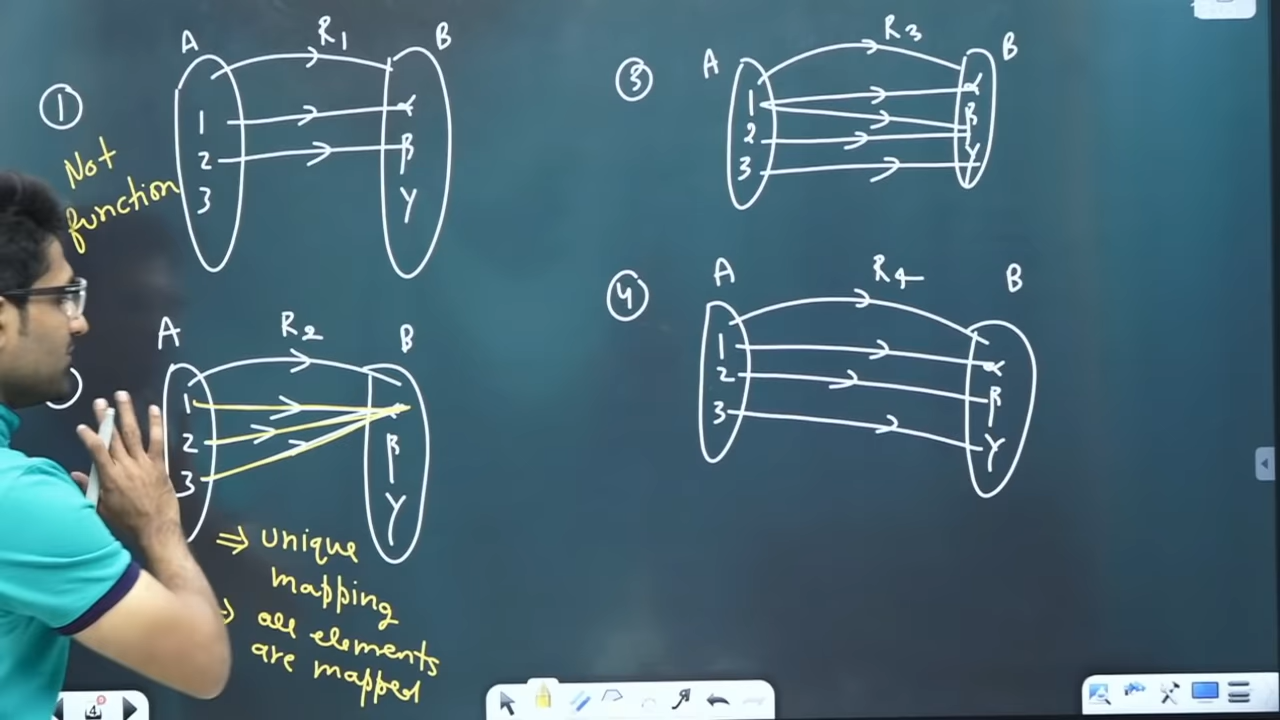 ①
A R1 B
1 α
2 β
3 γ
Not
function
A R2 B
1 α
2 β
3 γ
⇒ unique
mapping
⇒ all elements
are mapped
③
A R3 B
1 α
2 β
3 γ
④
A R4 B
1 α
2 β
3 γ
4